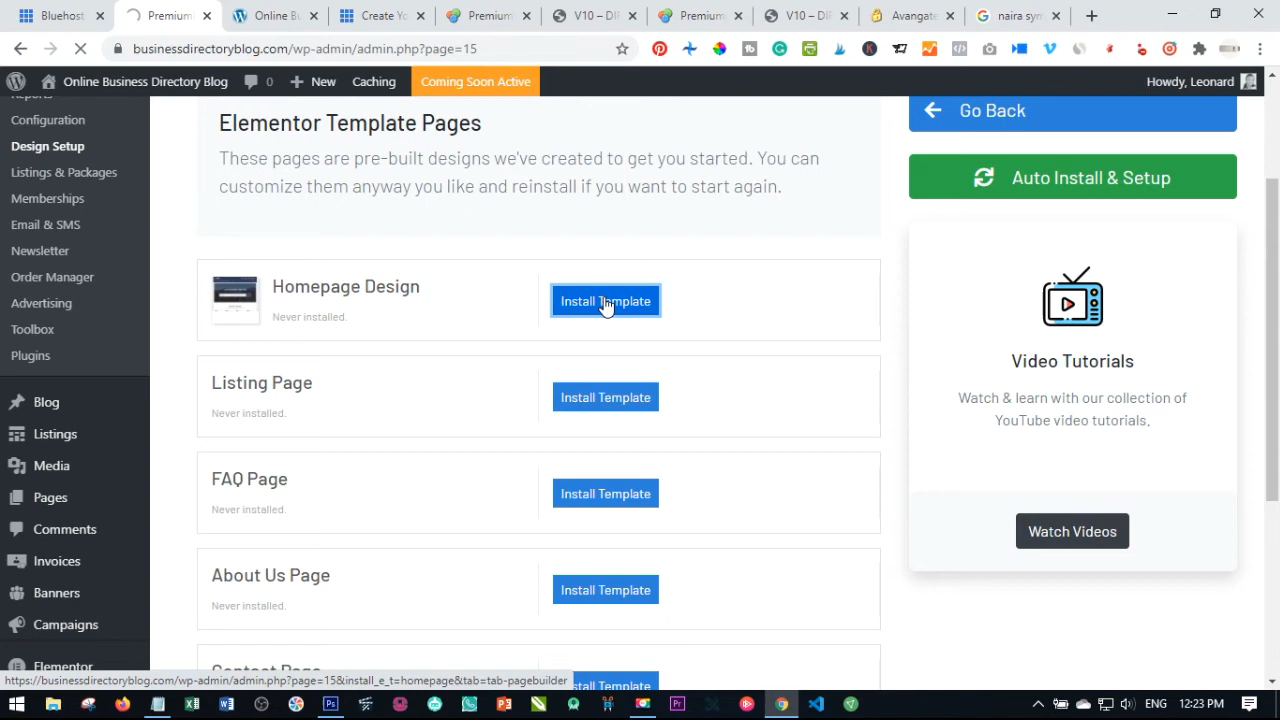 Bluehost
Premium
Online B
Create Yo
Premium
V10 – DIF
Premium
V10 – DIF
Avangate
naira sym
businessdirectoryblog.com/wp-admin/admin.php?page=15
Online Business Directory Blog
0
New
Caching
Coming Soon Active
Howdy, Leonard
Reports
Configuration
Design Setup
Listings & Packages
Memberships
Email & SMS
Newsletter
Order Manager
Advertising
Toolbox
Plugins
Blog
Listings
Media
Pages
Comments
Invoices
Banners
Campaigns
Elementor
Elementor Template Pages
These pages are pre-built designs we've created to get you started. You can
customize them anyway you like and reinstall if you want to start again.
Homepage Design
Never installed.
Install Template
Listing Page
Never installed.
Install Template
FAQ Page
Never installed.
Install Template
About Us Page
Never installed.
Install Template
Contact Page
Install Template
Go Back
Auto Install & Setup
Video Tutorials
Watch & learn with our collection of
YouTube video tutorials.
Watch Videos
https://businessdirectoryblog.com/wp-admin/admin.php?page=15&install_e_t=homepage&tab=tab-pagebuilder
ENG
12:23 PM